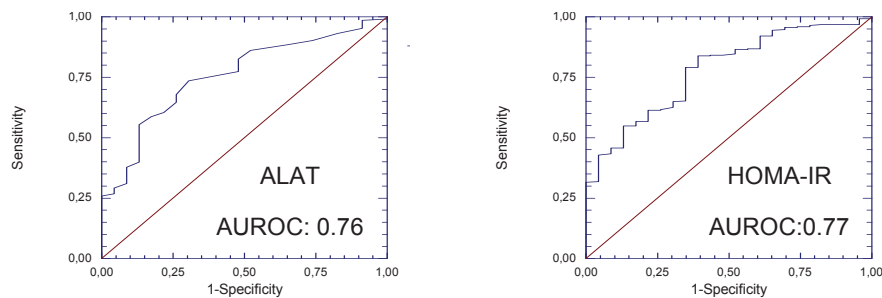 1,00
0,75
0,50
0,25
0,00
Sensitivity
ALAT
AUROC: 0.76
0,00 0,25 0,50 0,75 1,00
1-Specificity
1,00
0,75
0,50
0,25
0,00
Sensitivity
HOMA-IR
AUROC:0.77
0,00 0,25 0,50 0,75 1,00
1-Specificity